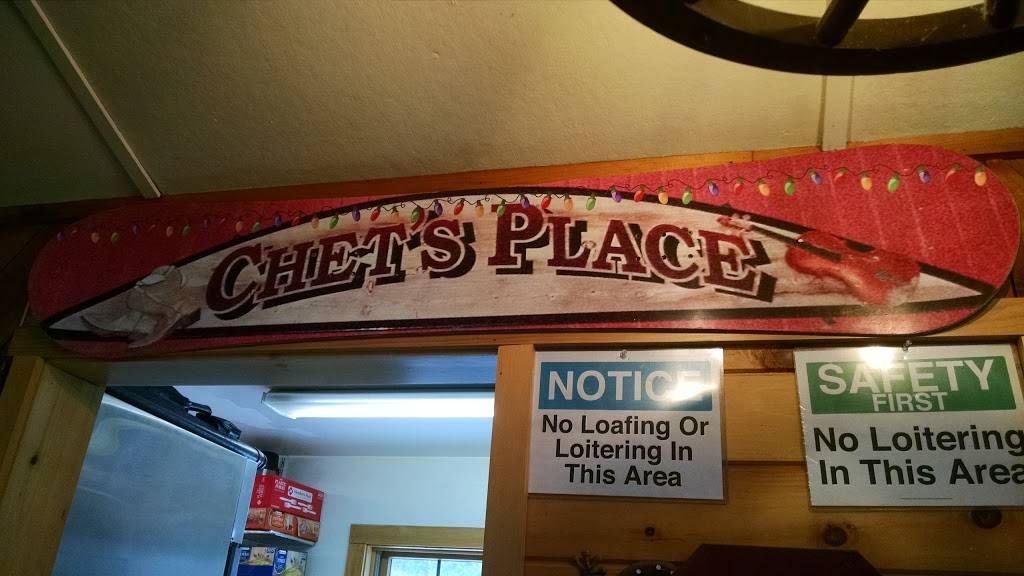 CHET'S PLACE
NOTICE
No Loafing Or
Loitering In
This Area
SAFETY
FIRST
No Loitering
In This Area